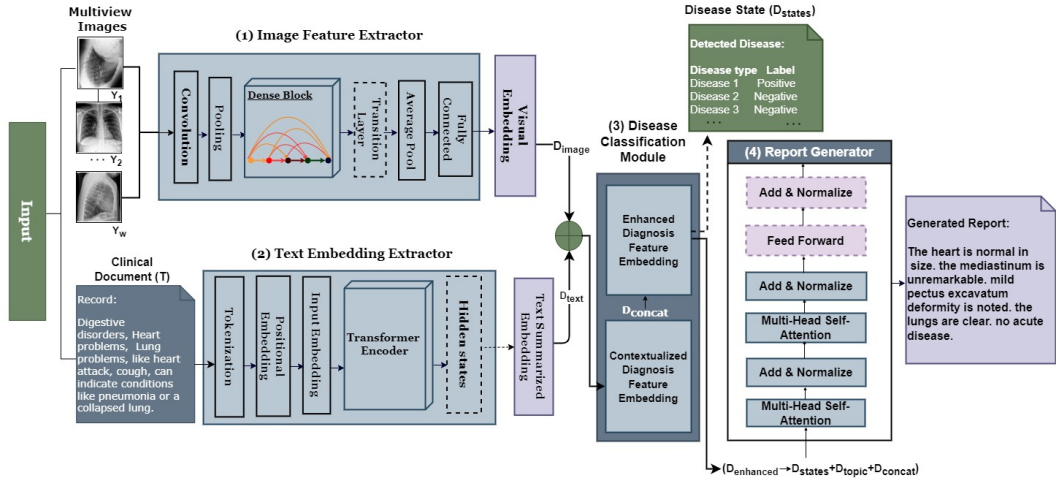 Multiview
Images
Y1
Y2
...
Yw
Input
Clinical
Document (T)
Record:
Digestive
disorders, Heart
problems, Lung
problems, like heart
attack, cough, can
indicate conditions
like pneumonia or a
collapsed lung.
(1) Image Feature Extractor
Convolution
Pooling
Dense Block
Transition
Layer
Average Pool
Fully
Connected
Visual
Embedding
Dimage
(2) Text Embedding Extractor
Tokenization
Positional
Embedding
Input Embedding
Transformer
Encoder
Hidden states
Text Summarized
Embedding
Dtext
(3) Disease
Classification
Module
Enhanced
Diagnosis
Feature
Embedding
Dconcat
Contextualized
Diagnosis
Feature
Embedding
Disease State (Dstates)
Detected Disease:
Disease type Label
Disease 1 Positive
Disease 2 Negative
Disease 3 Negative
... ...
(4) Report Generator
Add & Normalize
Feed Forward
Add & Normalize
Multi-Head Self-
Attention
Add & Normalize
Multi-Head Self-
Attention
(Denhanced→Dstates+Dtopic+Dconcat)
Generated Report:
The heart is normal in
size. the mediastinum is
unremarkable. mild
pectus excavatum
deformity is noted. the
lungs are clear. no acute
disease.